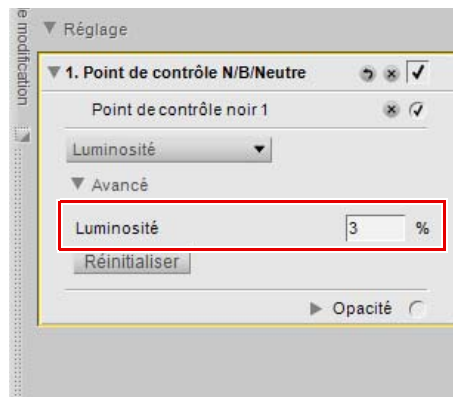 e modification
Réglage
1. Point de contrôle N/B/Neutre
Point de contrôle noir 1
Luminosité
Avancé
Luminosité 3 %
Réinitialiser
Opacité